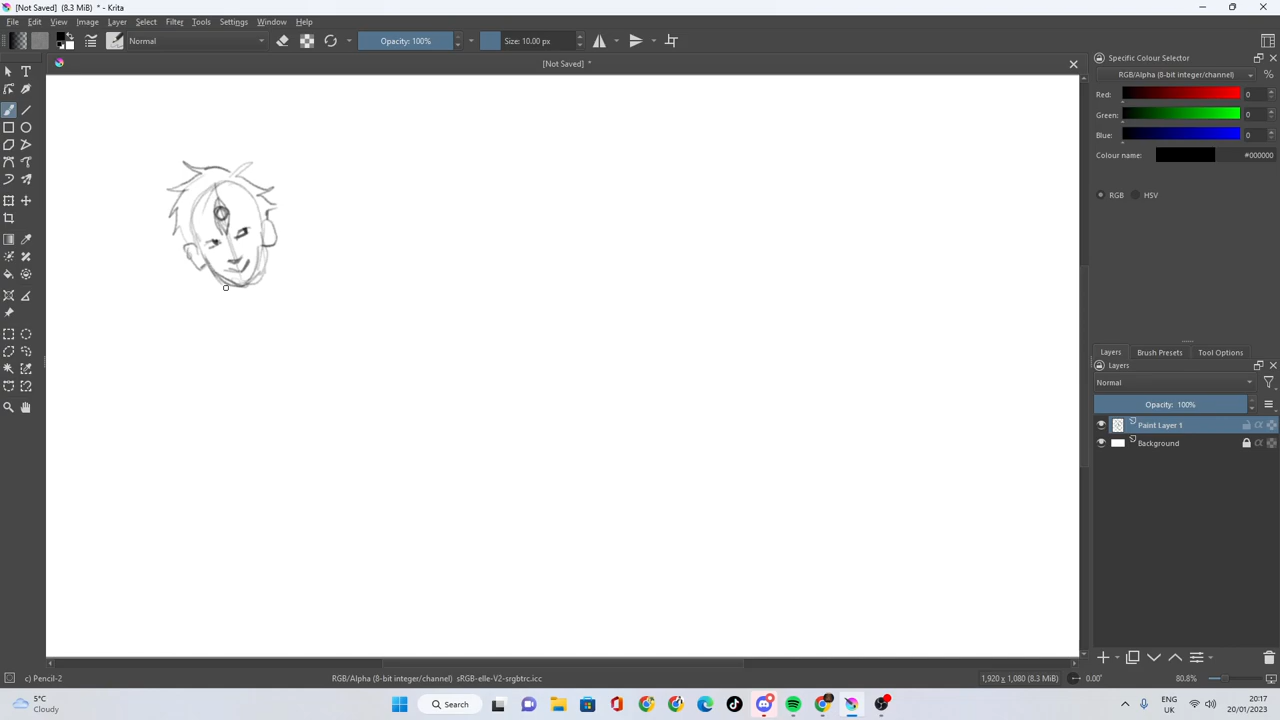 [Not Saved] (8.3 MiB) * - Krita
File Edit View Image Layer Select Filter Tools Settings Window Help
Normal
Opacity: 100%
Size: 10.00 px
[Not Saved] *
Specific Colour Selector
RGB/Alpha (8-bit integer/channel)
%
Red: 0
Green: 0
Blue: 0
Colour name: #000000
RGB HSV
Layers Brush Presets Tool Options
Layers
Normal
Opacity: 100%
Paint Layer 1
Background
c) Pencil-2
RGB/Alpha (8-bit integer/channel) sRGB-elle-V2-srgbtrc.icc
1,920 x 1,080 (8.3 MiB)
0.00°
80.8%
5°C
Cloudy
Search
ENG
UK
20:17
20/01/2023